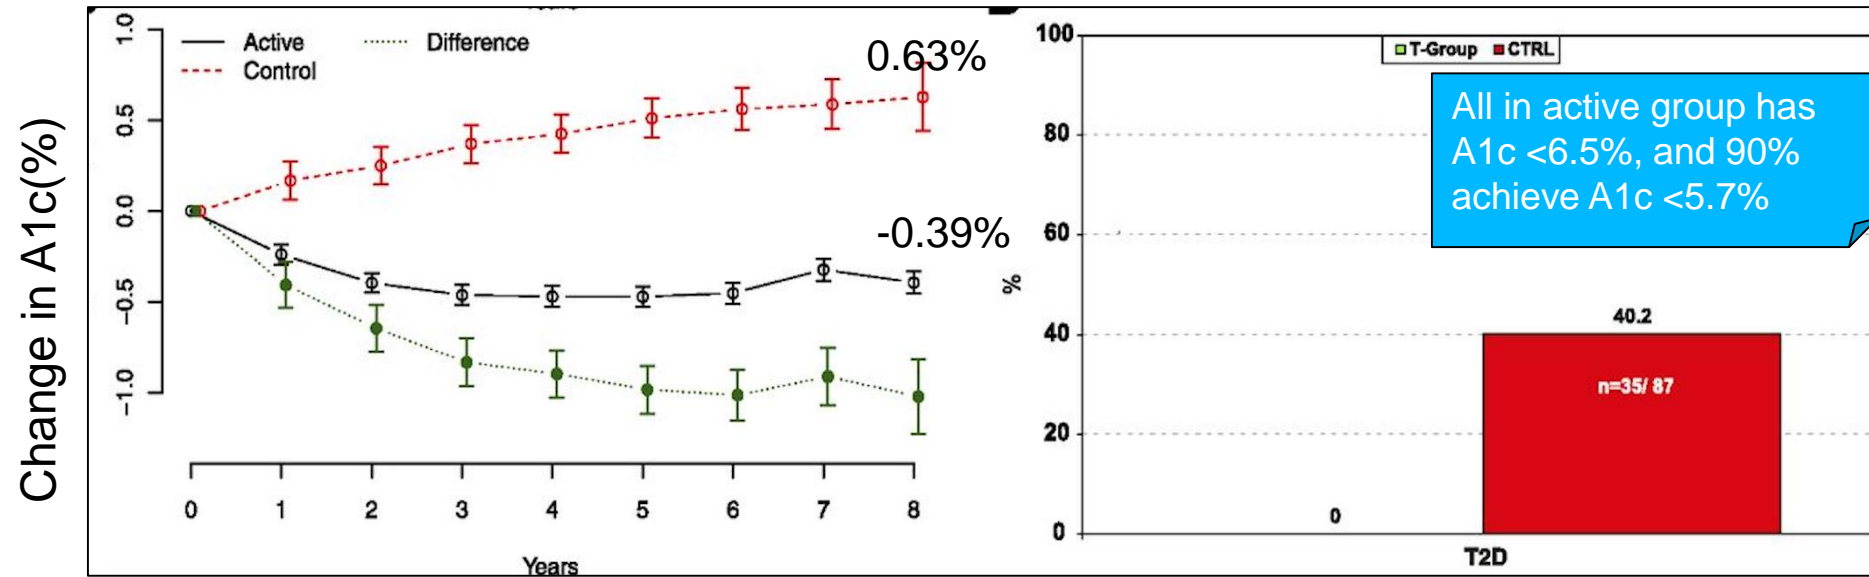 Change in A1c(%)
1.0
0.5
0.0
−0.5
−1.0
Active
Control
Difference
0.63%
-0.39%
0 1 2 3 4 5 6 7 8
Years
100
80
60
40
20
0
%
T-Group CTRL
All in active group has
A1c <6.5%, and 90%
achieve A1c <5.7%
40.2
n=35/ 87
0
T2D